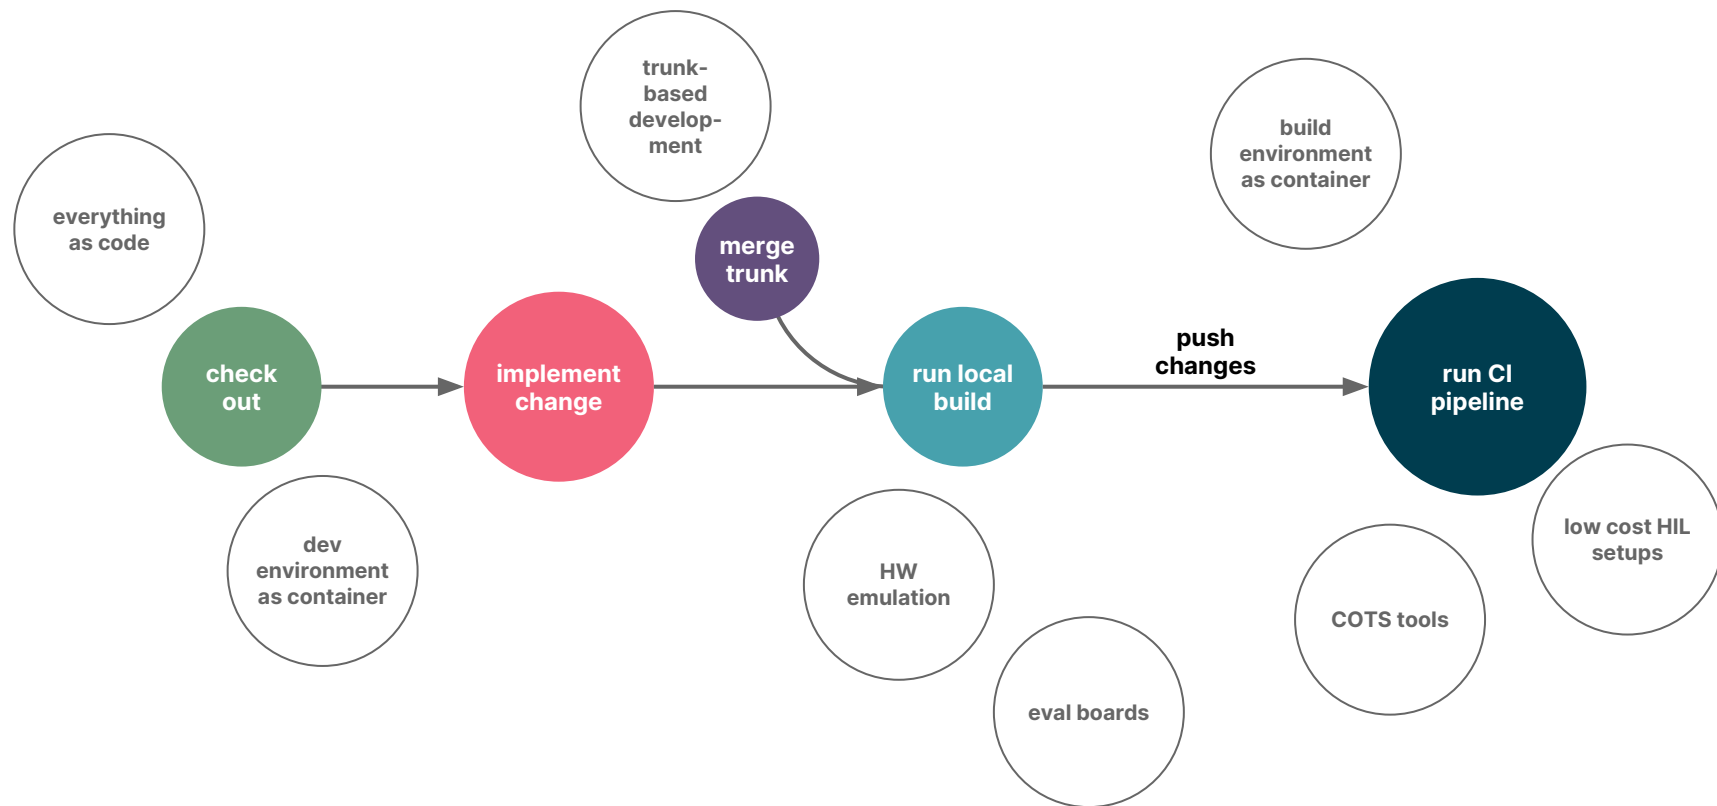 trunk-
based
develop-
ment
build
environment
as container
everything
as code
merge
trunk
check
out
implement
change
run local
build
push
changes
run CI
pipeline
dev
environment
as container
HW
emulation
eval boards
COTS tools
low cost HIL
setups